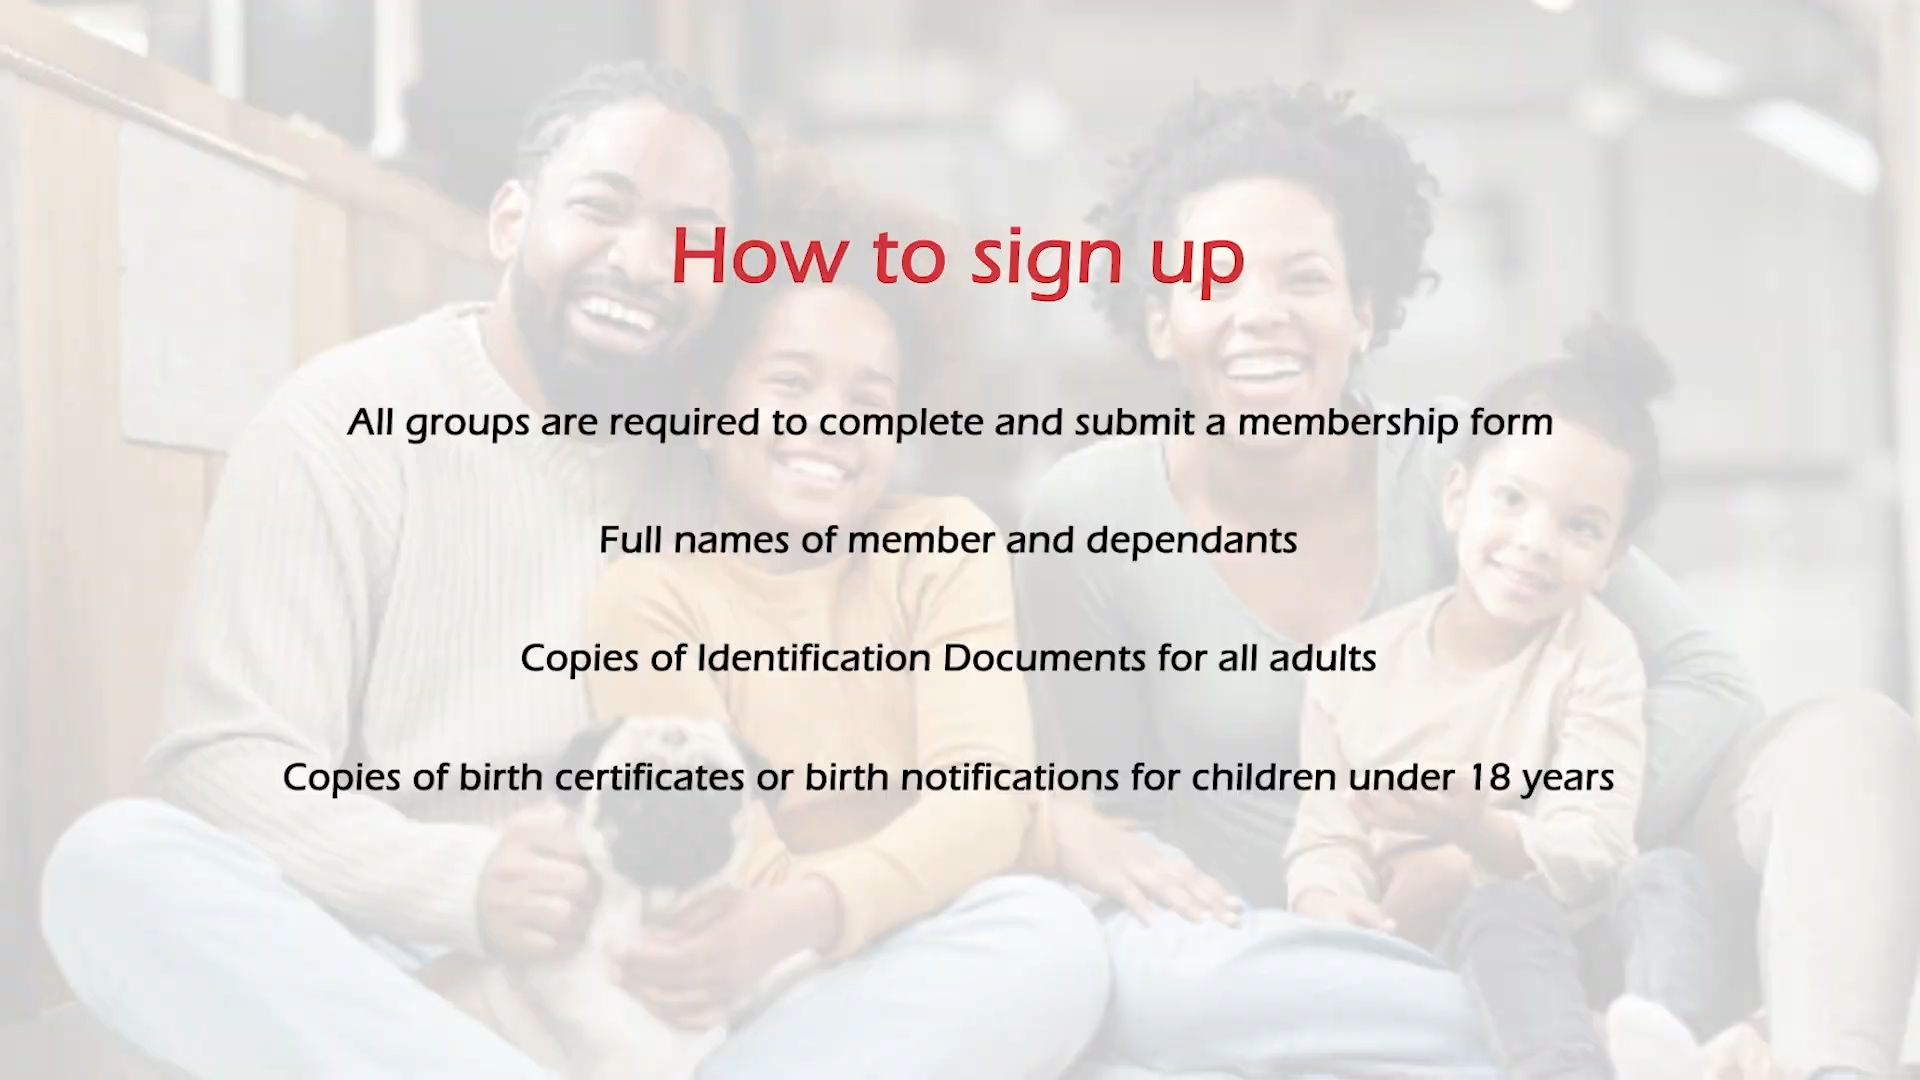 How to sign up
All groups are required to complete and submit a membership form
Full names of member and dependants
Copies of Identification Documents for all adults
Copies of birth certificates or birth notifications for children under 18 years